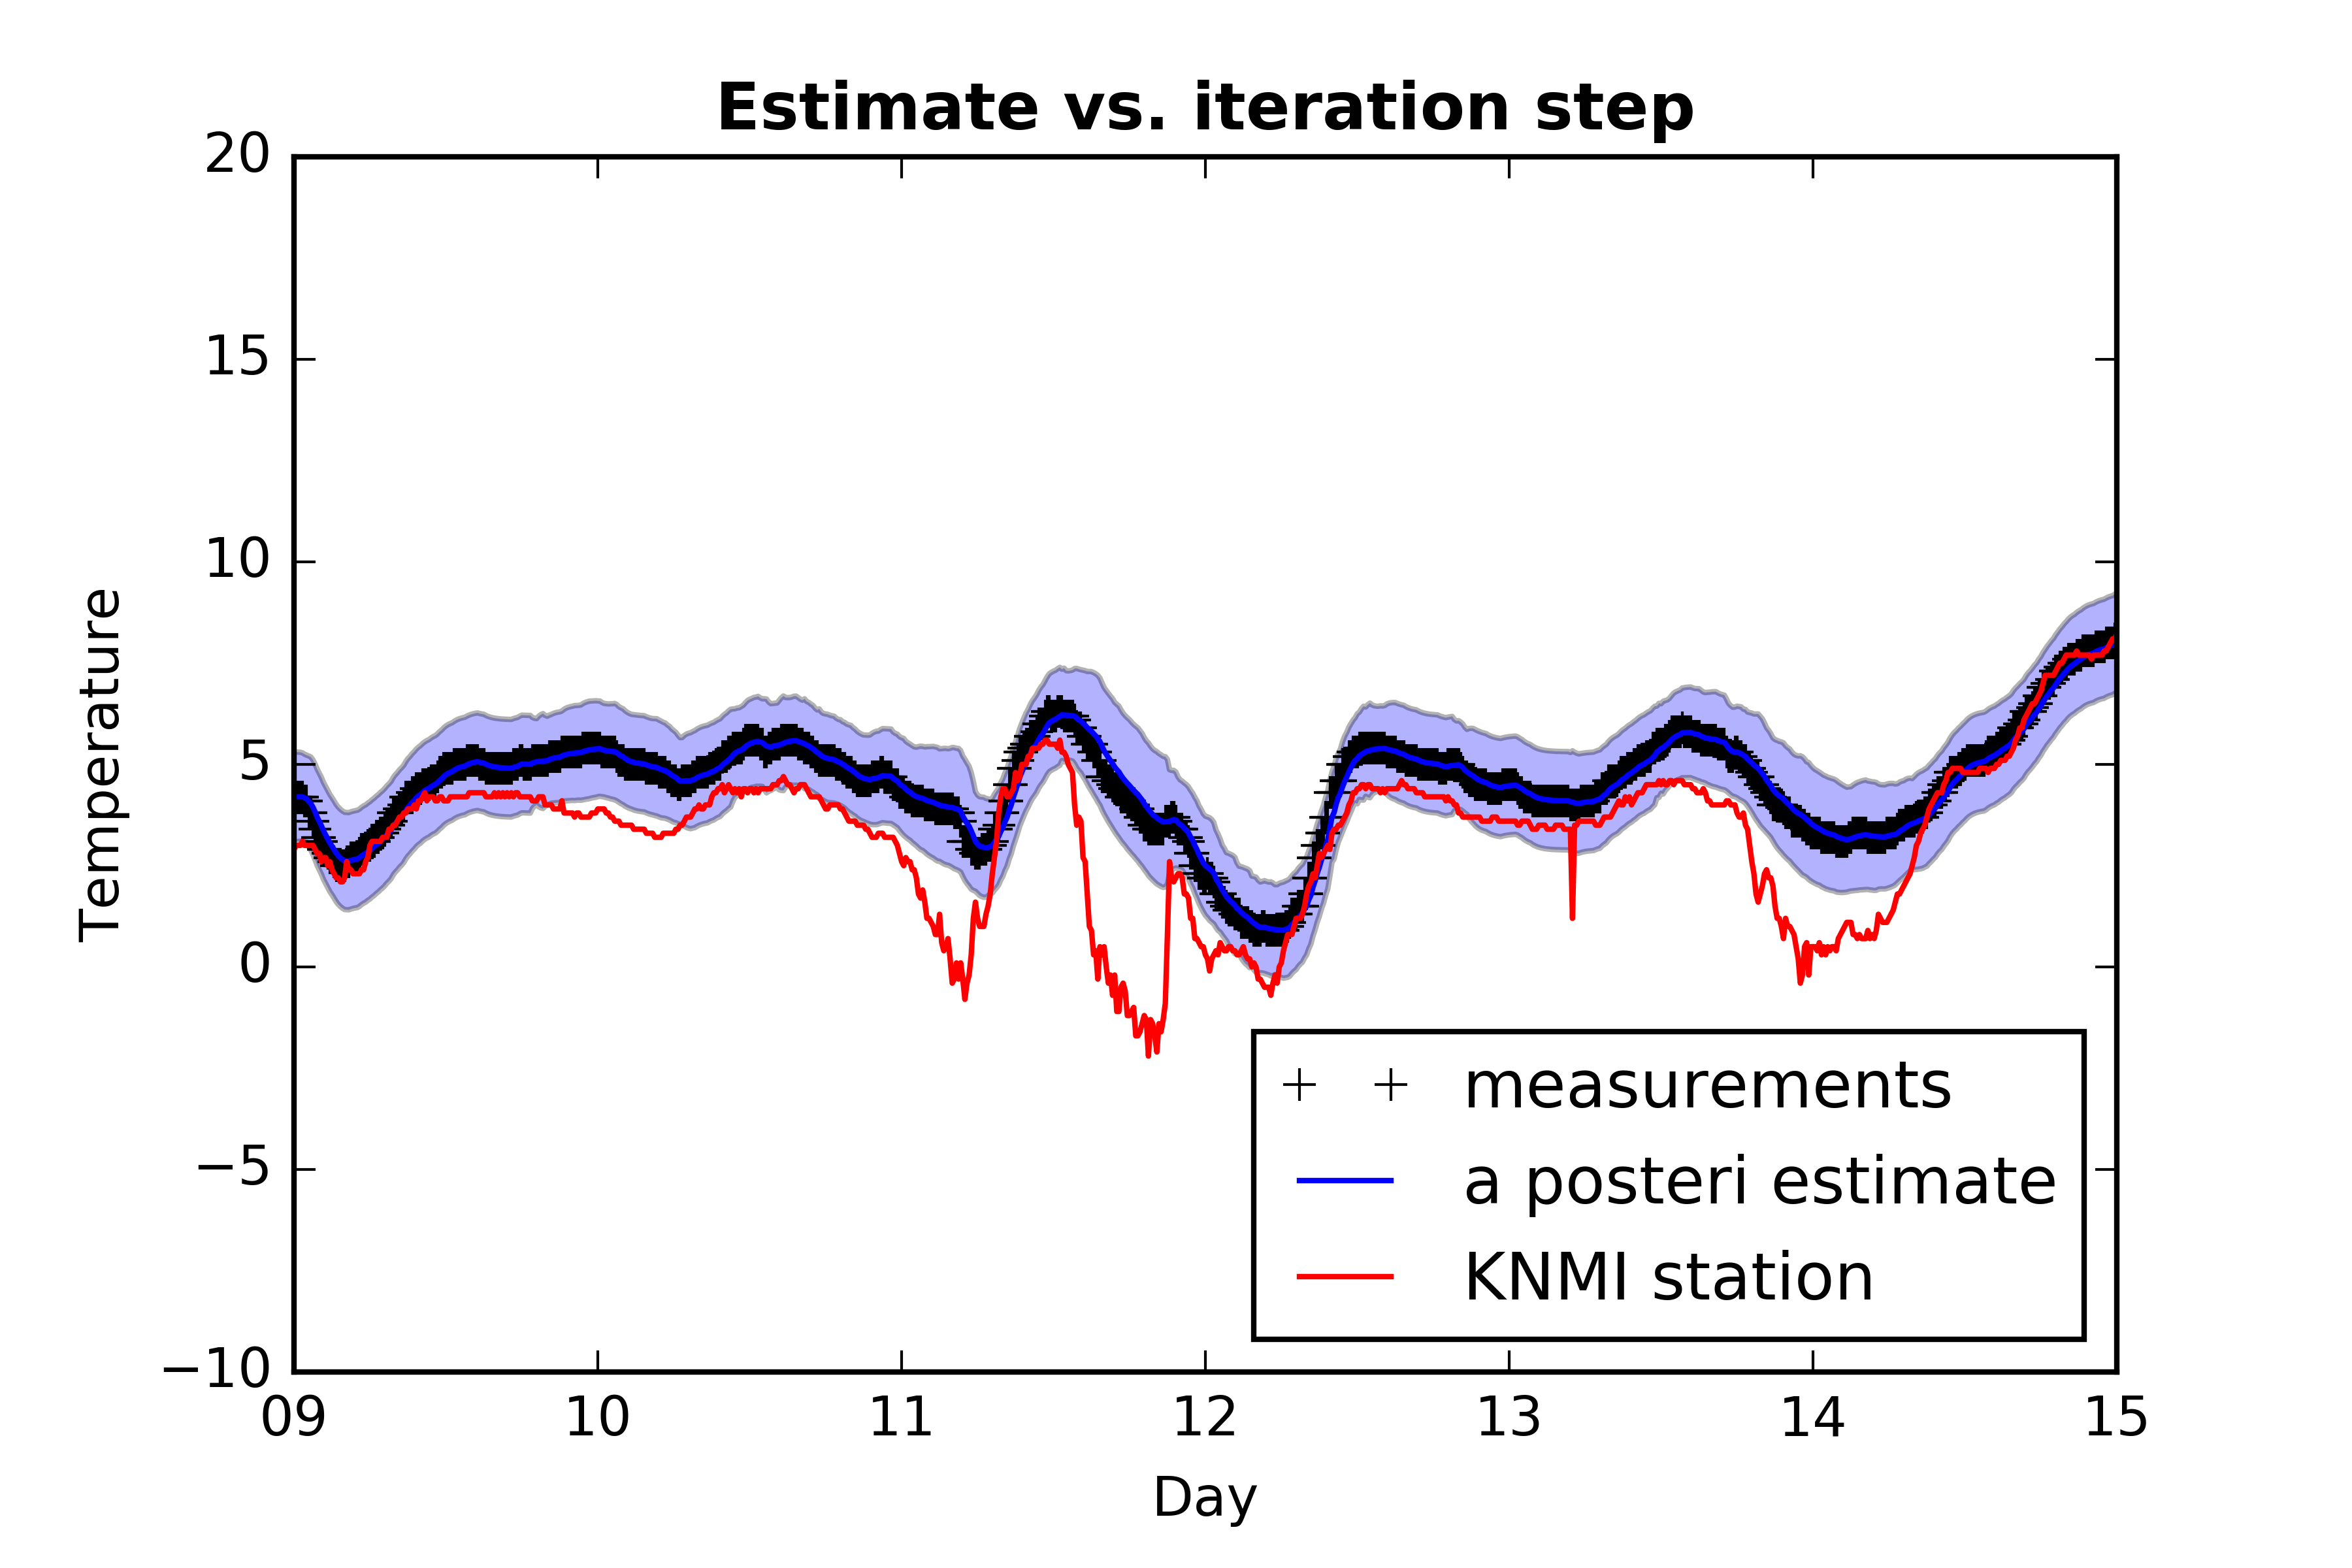 Estimate vs. iteration step
20
15
10
5
0
−5
−10
Temperature
measurements
a posteri estimate
KNMI station
09 10 11 12 13 14 15
Day